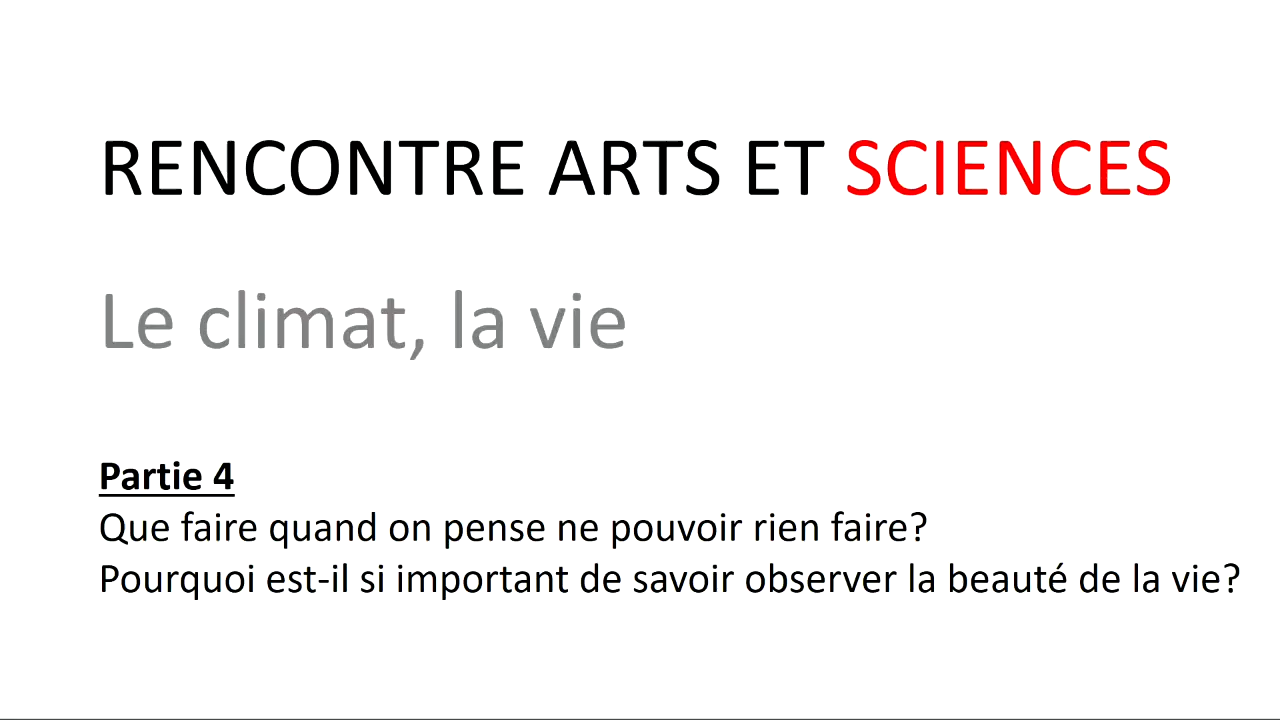 RENCONTRE ARTS ET SCIENCES
Le climat, la vie
Partie 4
Que faire quand on pense ne pouvoir rien faire?
Pourquoi est-il si important de savoir observer la beauté de la vie?